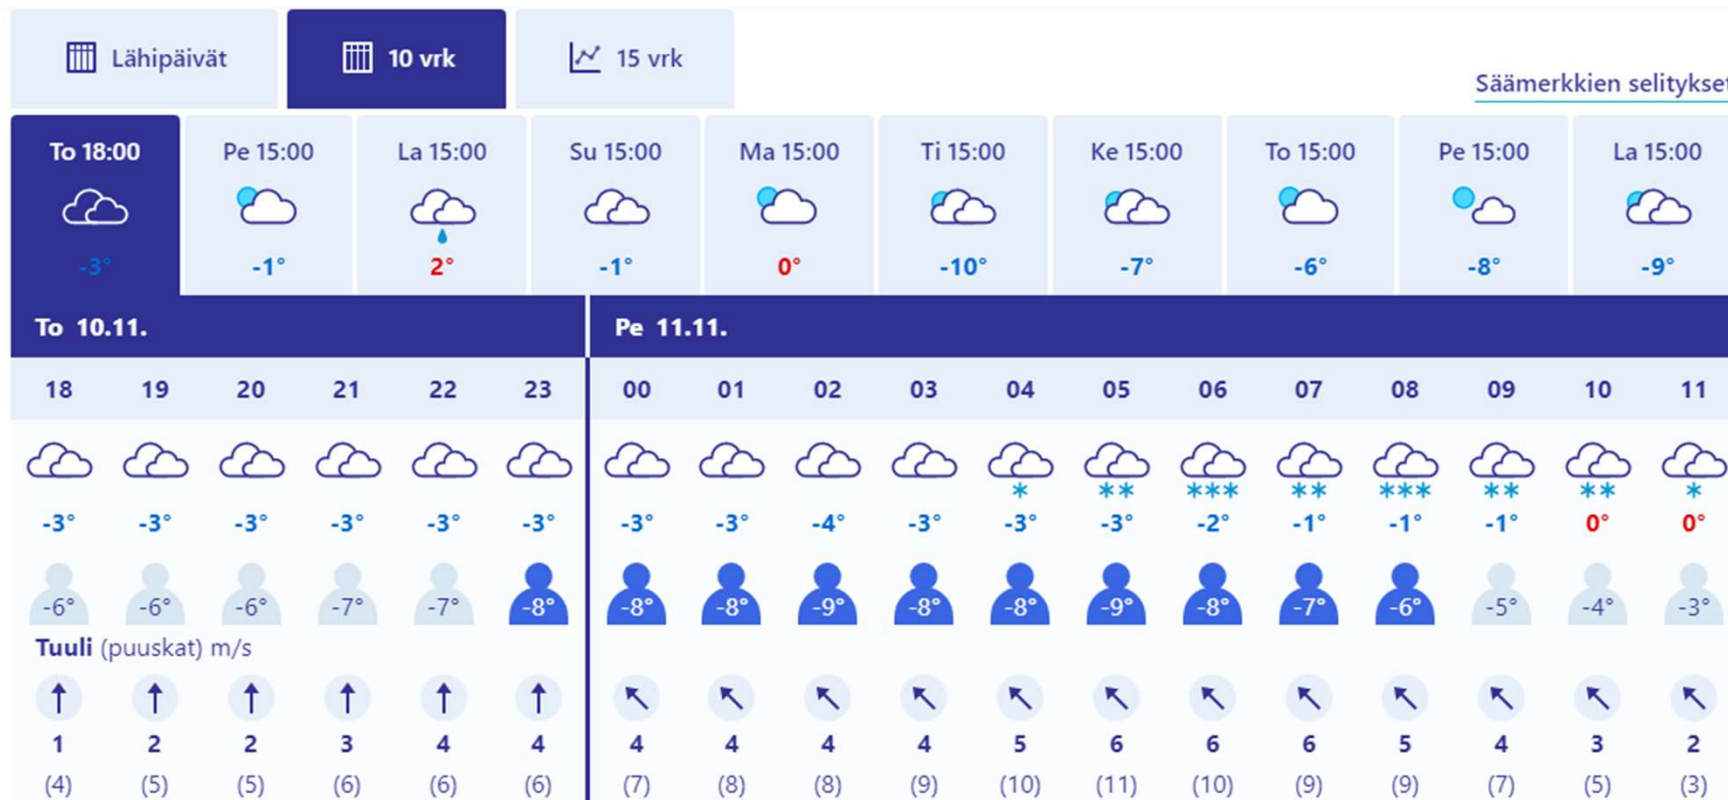 Lähipäivät 10 vrk 15 vrk
Säämerkkien selitykset
To 18:00 Pe 15:00 La 15:00 Su 15:00 Ma 15:00 Ti 15:00 Ke 15:00 To 15:00 Pe 15:00 La 15:00
-3° -1° 2° -1° 0° -10° -7° -6° -8° -9°
To 10.11. Pe 11.11.
18 19 20 21 22 23 00 01 02 03 04 05 06 07 08 09 10 11
-3° -3° -3° -3° -3° -3° -3° -3° -4° -3° -3° -3° -2° -1° -1° -1° 0° 0°
-6° -6° -6° -7° -7° -8° -8° -8° -9° -8° -8° -9° -8° -7° -6° -5° -4° -3°
Tuuli (puuskat) m/s
1 2 2 3 4 4 4 4 4 4 5 6 6 6 5 4 3 2
(4) (5) (5) (6) (6) (6) (7) (8) (8) (9) (10) (11) (10) (9) (9) (7) (5) (3)